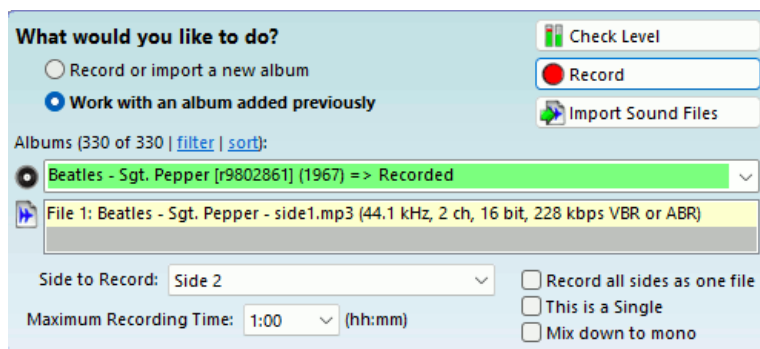 What would you like to do?
Record or import a new album
Work with an album added previously
Check Level
Record
Import Sound Files
Albums (330 of 330 | filter | sort):
Beatles - Sgt. Pepper [r9802861] (1967) => Recorded
File 1: Beatles - Sgt. Pepper - side1.mp3 (44.1 kHz, 2 ch, 16 bit, 228 kbps VBR or ABR)
Side to Record: Side 2
Maximum Recording Time: 1:00 (hh:mm)
Record all sides as one file
This is a Single
Mix down to mono